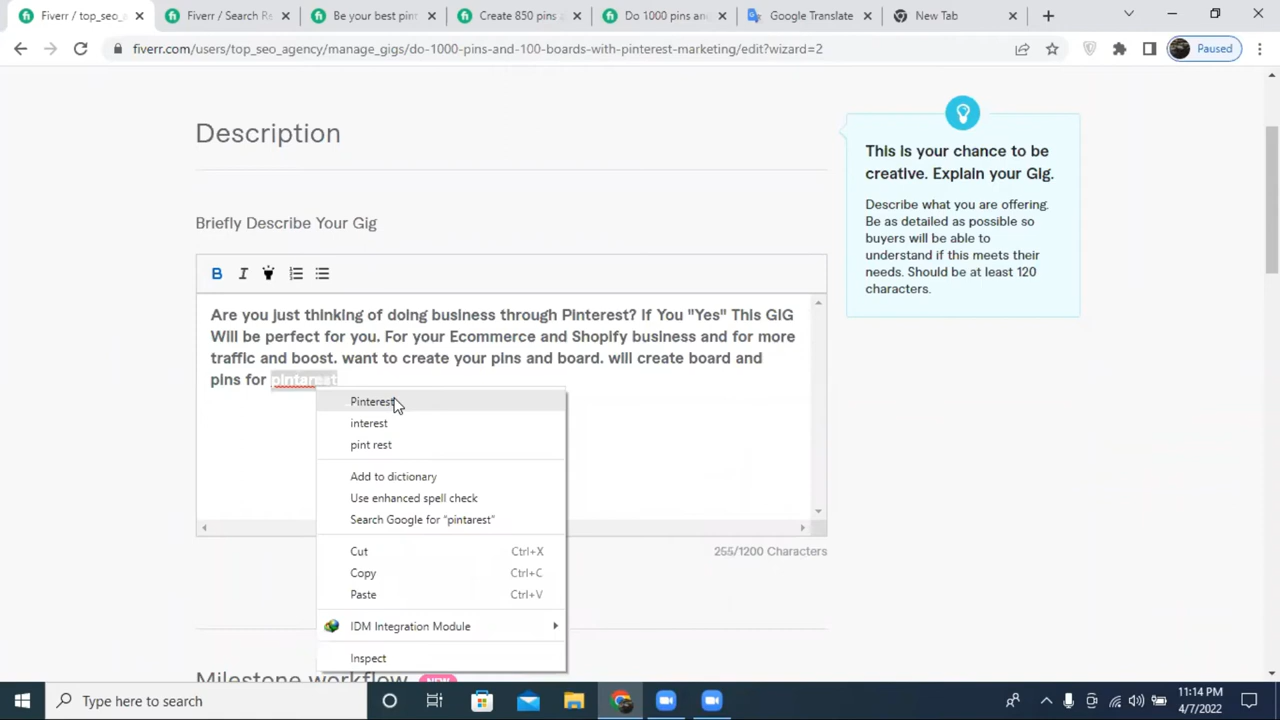 Fiverr / top_seo_
Fiverr / Search Re
Be your best pint
Create 850 pins a
Do 1000 pins and
Google Translate
New Tab
fiverr.com/users/top_seo_agency/manage_gigs/do-1000-pins-and-100-boards-with-pinterest-marketing/edit?wizard=2
Paused
Description
This is your chance to be
creative. Explain your Gig.
Describe what you are offering.
Be as detailed as possible so
buyers will be able to
understand if this meets their
needs. Should be at least 120
characters.
Briefly Describe Your Gig
B I
Are you just thinking of doing business through Pinterest? If You "Yes" This GIG
Will be perfect for you. For your Ecommerce and Shopify business and for more
traffic and boost. want to create your pins and board. will create board and
pins for pintarest
Pinterest
interest
pint rest
Add to dictionary
Use enhanced spell check
Search Google for "pintarest"
Cut Ctrl+X
Copy Ctrl+C
Paste Ctrl+V
IDM Integration Module
Inspect
255/1200 Characters
Milestone workflow NEW
Type here to search
11:14 PM
4/7/2022